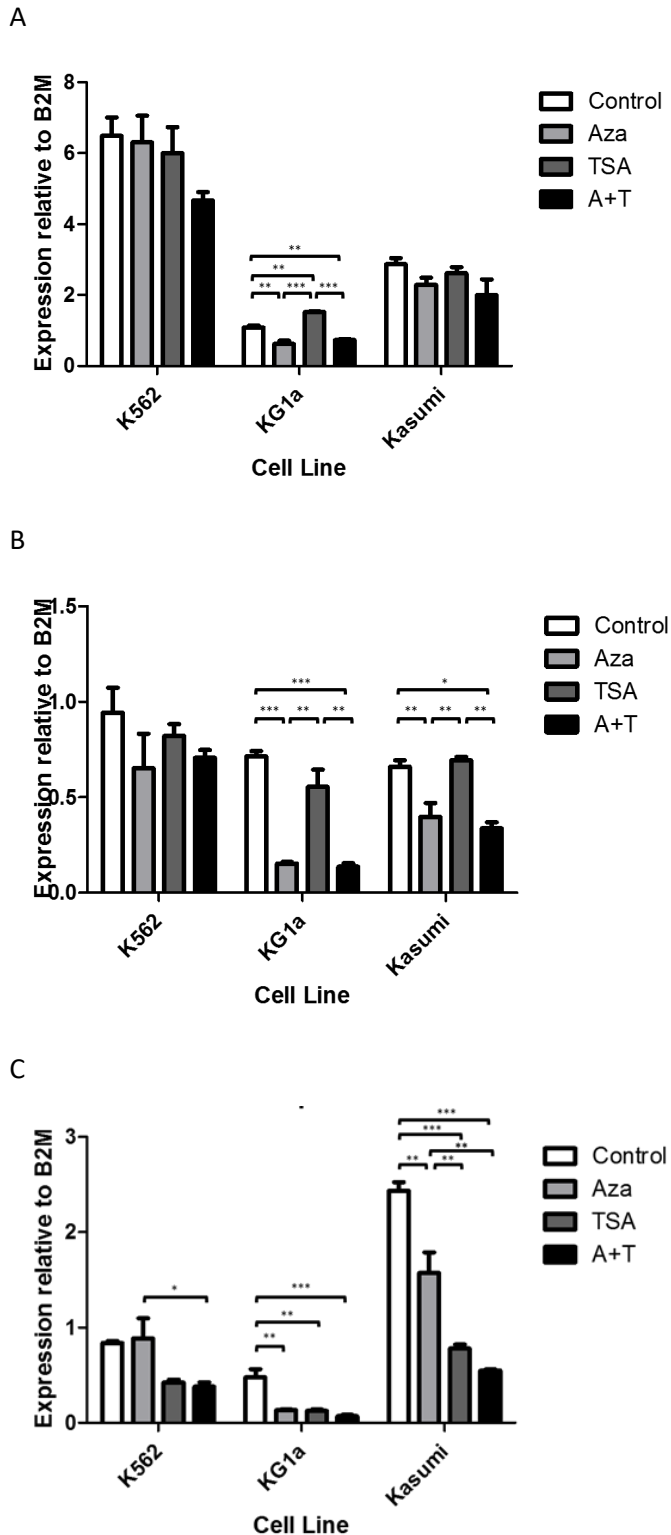 A
Expression relative to B2M
8
6
4
2
0
** ** ** *** ***
K562 KG1a Kasumi
Cell Line
Control
Aza
TSA
A+T
B
Expression relative to B2M
1.5
1.0
0.5
0.0
*** *** ** **
* ** ** **
K562 KG1a Kasumi
Cell Line
Control
Aza
TSA
A+T
C
Expression relative to B2M
3
2
1
0
*
*** ** **
*** *** ** ** **
K562 KG1a Kasumi
Cell Line
Control
Aza
TSA
A+T